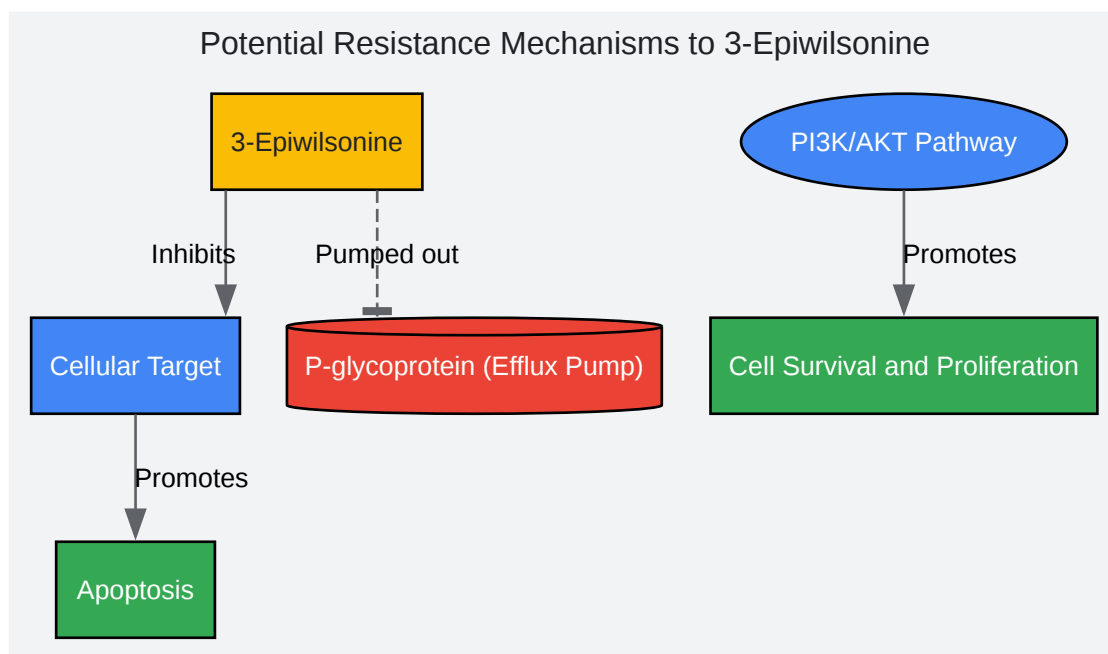 Potential Resistance Mechanisms to 3-Epiwilsonine
3-Epiwilsonine
PI3K/AKT Pathway
Inhibits
Pumped out
Promotes
Cellular Target
P-glycoprotein (Efflux Pump)
Cell Survival and Proliferation
Promotes
Apoptosis